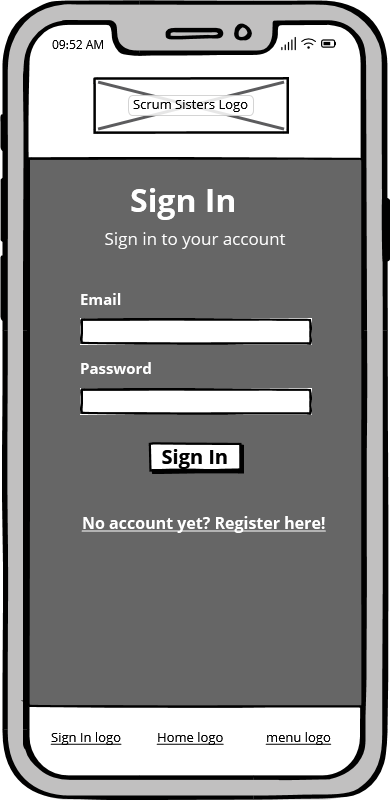 09:52 AM
Scrum Sisters Logo
Sign In
Sign in to your account
Email
Password
Sign In
No account yet? Register here!
Sign In logo
Home logo
menu logo